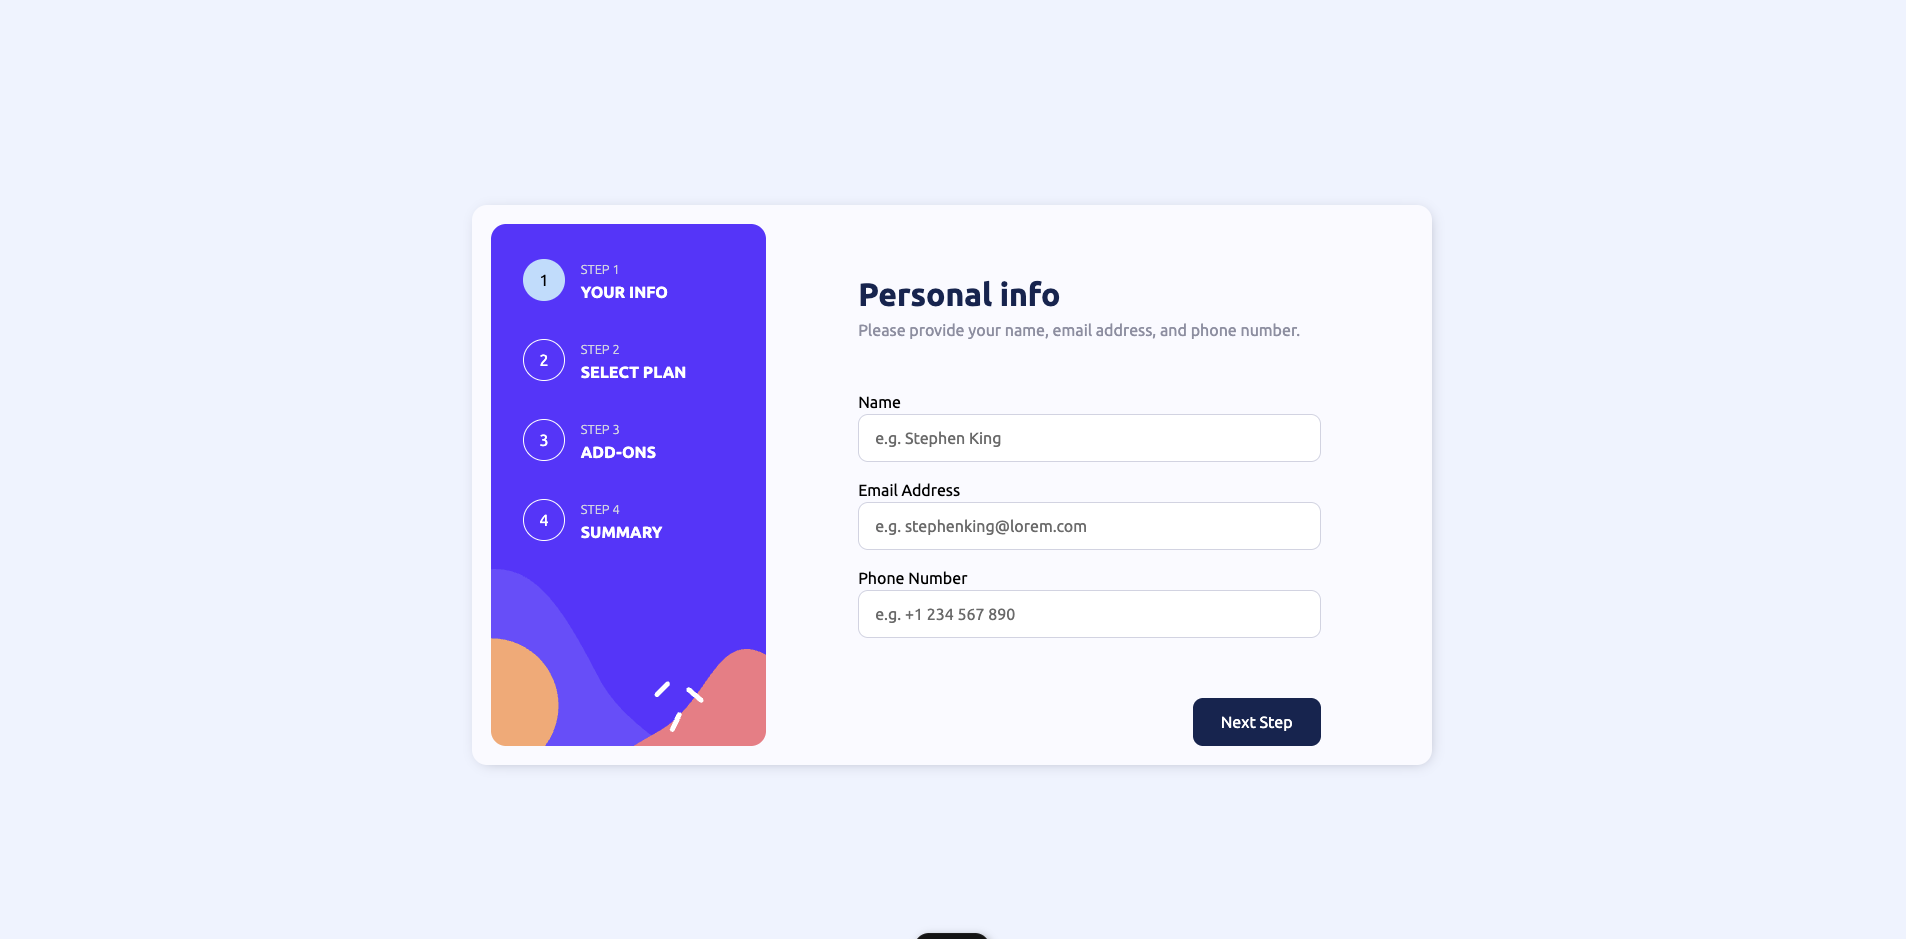 1
STEP 1
YOUR INFO
2
STEP 2
SELECT PLAN
3
STEP 3
ADD-ONS
4
STEP 4
SUMMARY
Personal info
Please provide your name, email address, and phone number.
Name
e.g. Stephen King
Email Address
e.g. stephenking@lorem.com
Phone Number
e.g. +1 234 567 890
Next Step